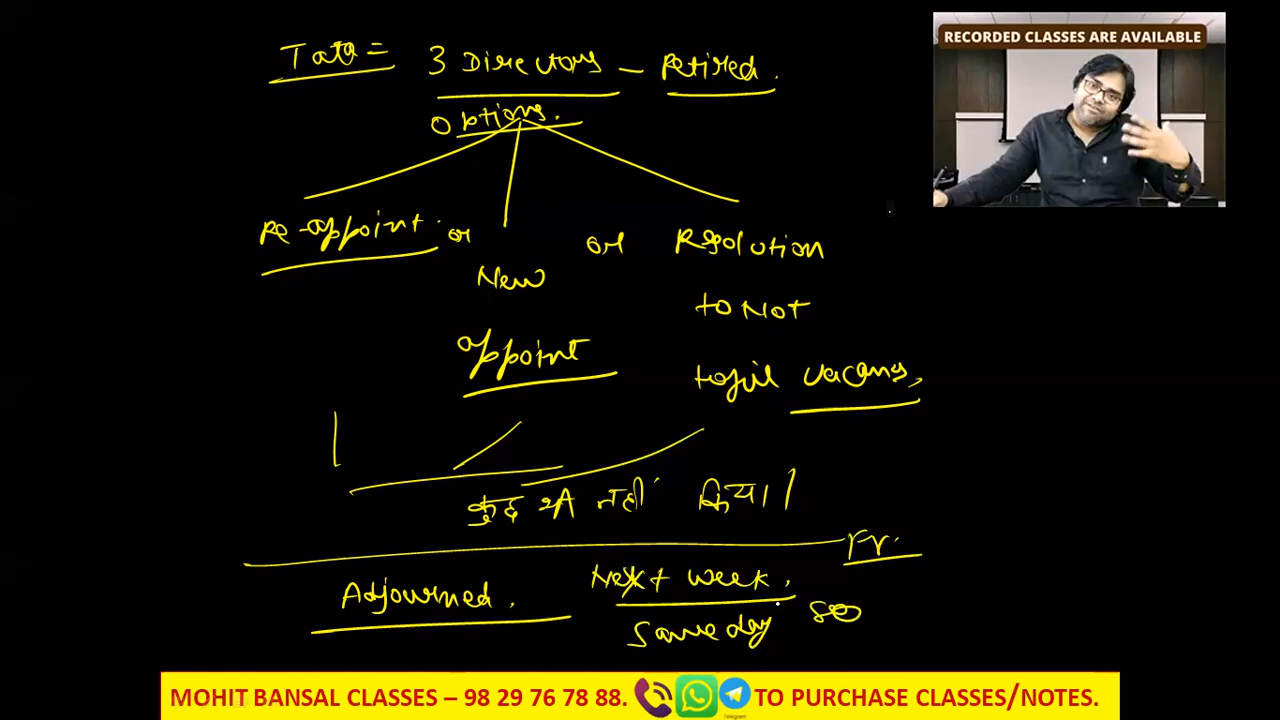 RECORDED CLASSES ARE AVAILABLE
Tata = 3 Directors - Retired.
Options.
Re-appoint. or New or Resolution
appoint to Not
tofill vacancy,
कुछ भी नहीं किया।
Fr.
Adjourned. Next week.
Same day
MOHIT BANSAL CLASSES – 98 29 76 78 88. TO PURCHASE CLASSES/NOTES.
Telegram